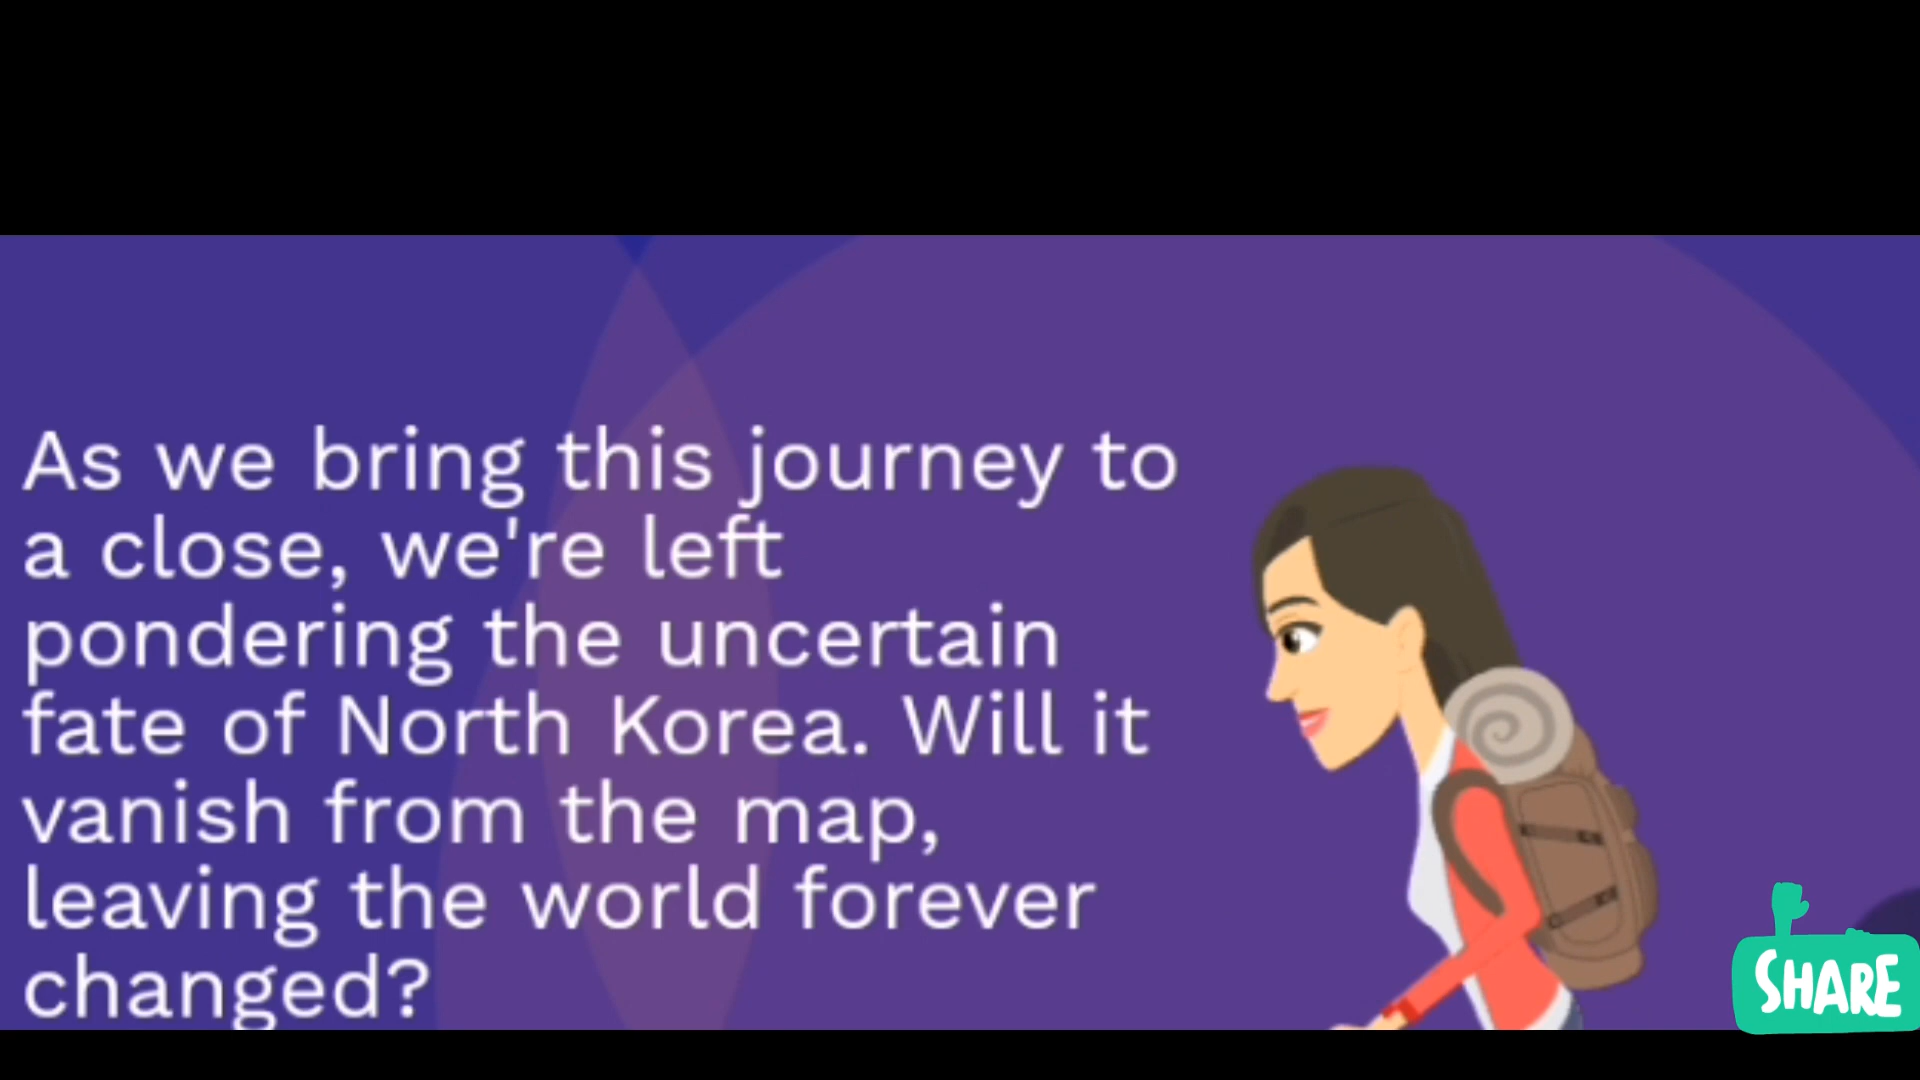 As we bring this journey to
a close, we're left
pondering the uncertain
fate of North Korea. Will it
vanish from the map,
leaving the world forever
changed?
SHARE